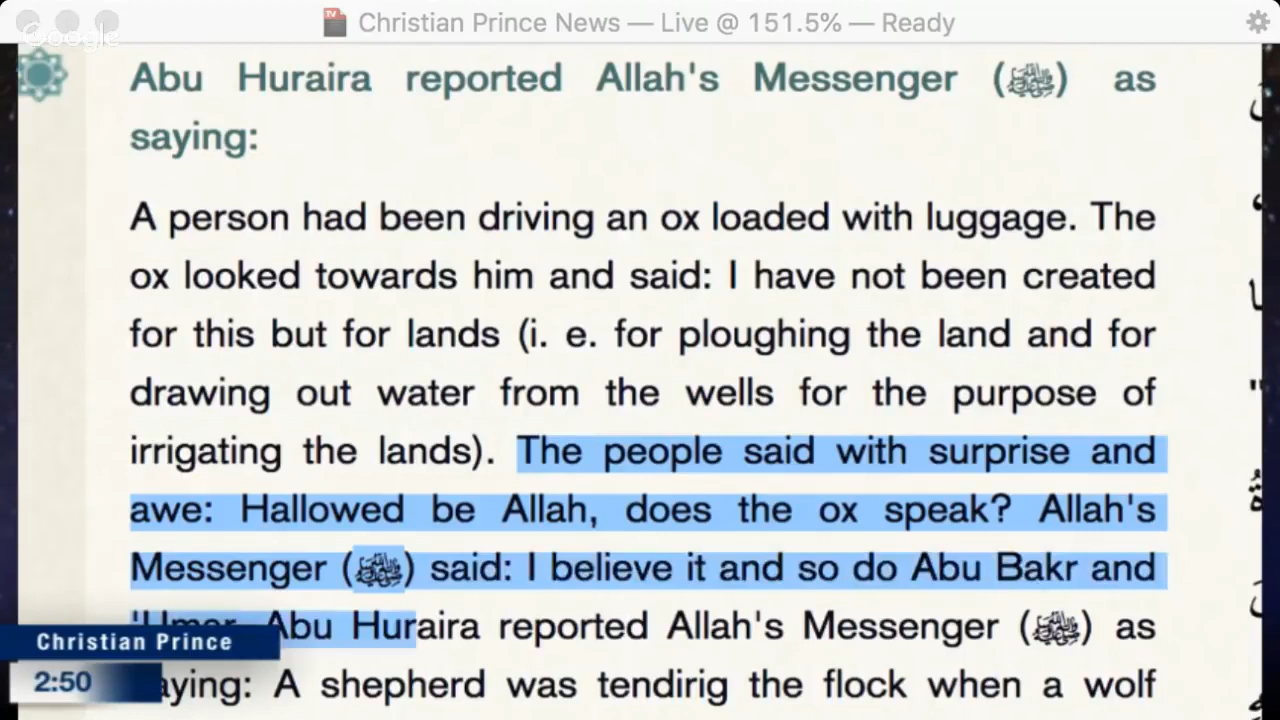 Christian Prince News — Live @ 151.5% — Ready
Google
Abu Huraira reported Allah's Messenger (ﷺ) as
saying:
A person had been driving an ox loaded with luggage. The
ox looked towards him and said: I have not been created
for this but for lands (i. e. for ploughing the land and for
drawing out water from the wells for the purpose of
irrigating the lands). The people said with surprise and
awe: Hallowed be Allah, does the ox speak? Allah's
Messenger (ﷺ) said: I believe it and so do Abu Bakr and
'Umar. Abu Huraira reported Allah's Messenger (ﷺ) as
aying: A shepherd was tendirig the flock when a wolf
Christian Prince
2:50